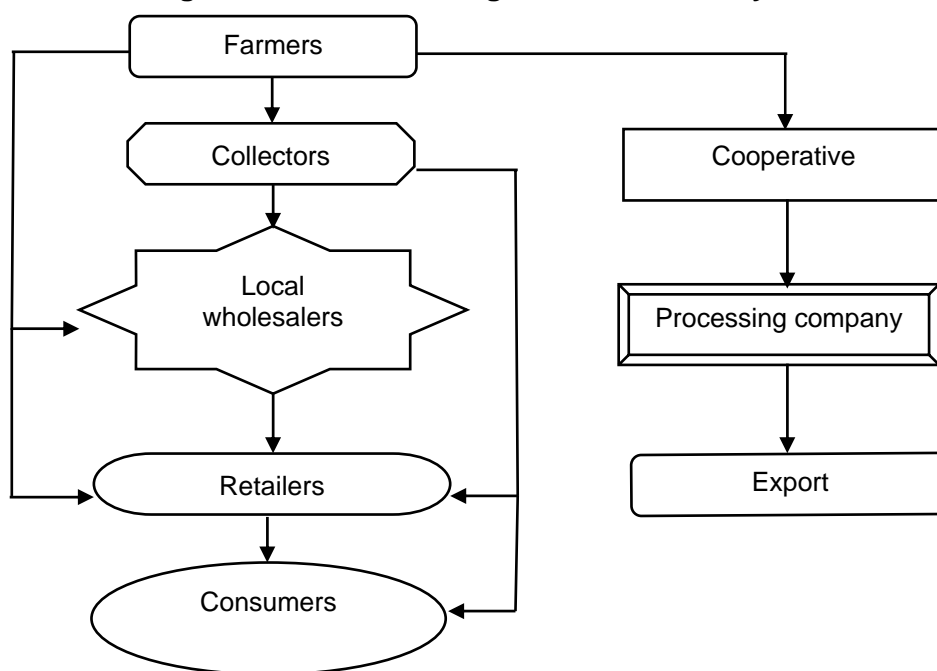 Farmers
Collectors
Cooperative
Local
wholesalers
Processing company
Retailers
Export
Consumers